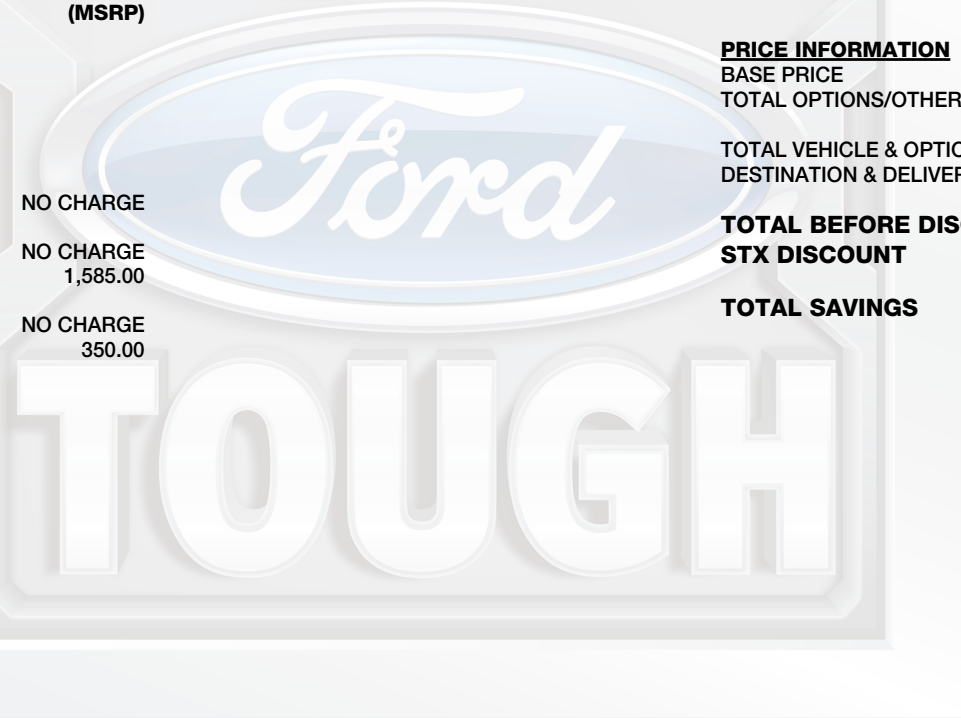 (MSRP)
NO CHARGE
NO CHARGE
1,585.00
NO CHARGE
350.00
PRICE INFORMATION
BASE PRICE
TOTAL OPTIONS/OTHER
TOTAL VEHICLE & OPTIO
DESTINATION & DELIVER
TOTAL BEFORE DIS
STX DISCOUNT
TOTAL SAVINGS
Ford
TOUGH